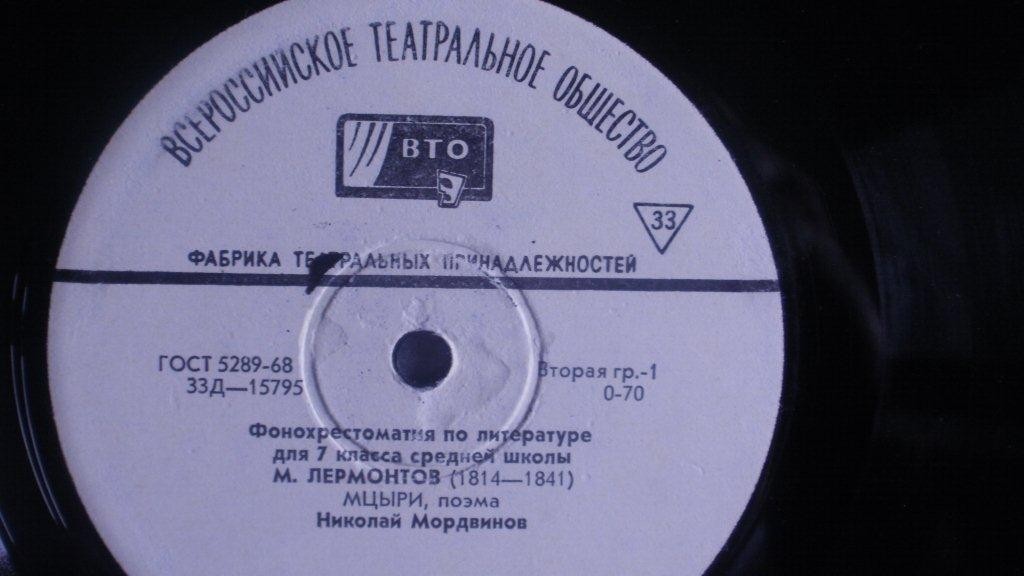 ВСЕРОССИЙСКОЕ ТЕАТРАЛЬНОЕ ОБЩЕСТВО
ВТО
33
ФАБРИКА ТЕАТРАЛЬНЫХ ПРИНАДЛЕЖНОСТЕЙ
ГОСТ 5289-68
33Д—15795
Вторая гр.-1
0-70
Фонохрестоматия по литературе
для 7 класса средней школы
М. ЛЕРМОНТОВ (1814—1841)
МЦЫРИ, поэма
Николай Мордвинов